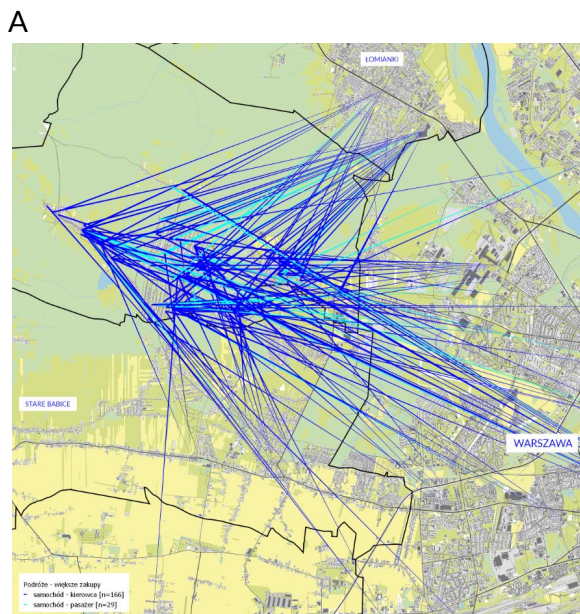 A
ŁOMIANKI
STARE BABICE
WARSZAWA
Podróże - większe zakupy
samochód - kierowca [n=166]
samochód - pasażer [n=29]